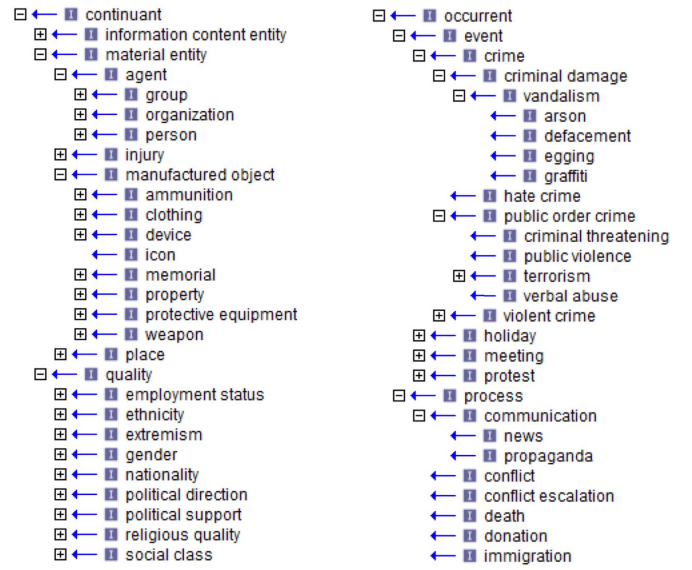 continuant
information content entity
material entity
agent
group
organization
person
injury
manufactured object
ammunition
clothing
device
icon
memorial
property
protective equipment
weapon
place
quality
employment status
ethnicity
extremism
gender
nationality
political direction
political support
religious quality
social class
occurrent
event
crime
criminal damage
vandalism
arson
defacement
egging
graffiti
hate crime
public order crime
criminal threatening
public violence
terrorism
verbal abuse
violent crime
holiday
meeting
protest
process
communication
news
propaganda
conflict
conflict escalation
death
donation
immigration